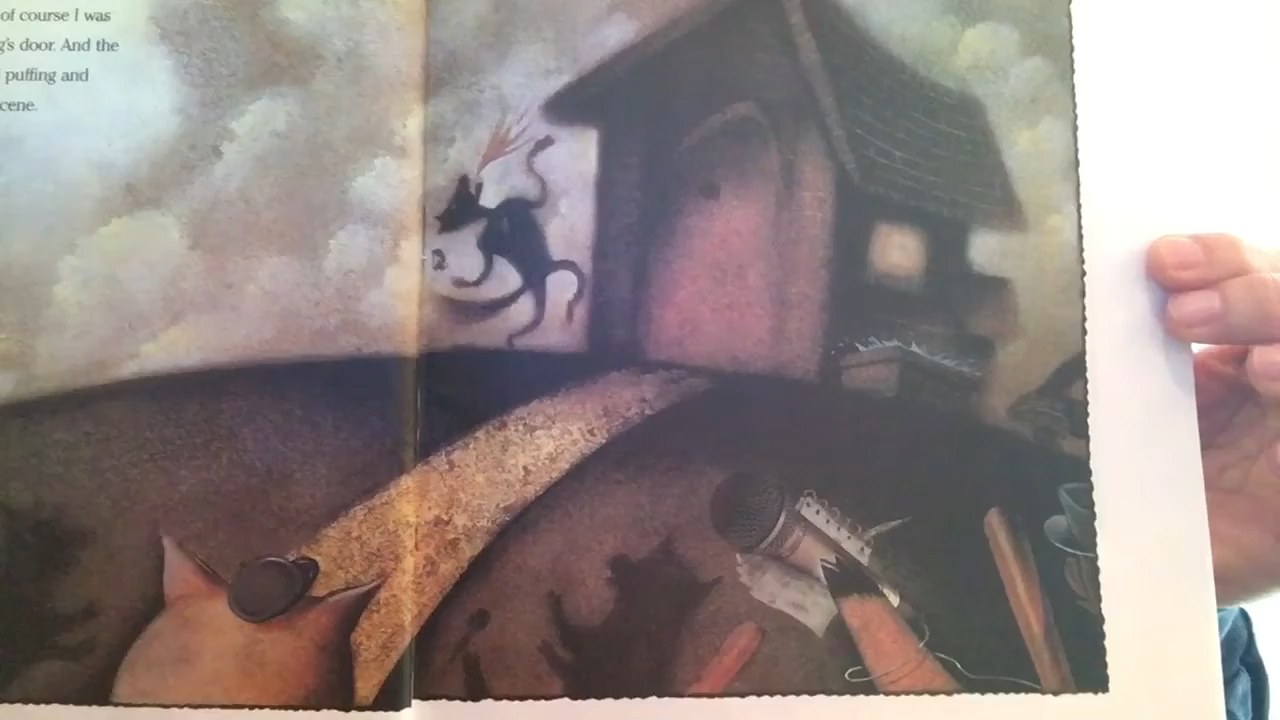 of course I was
g's door. And the
puffing and
cene.